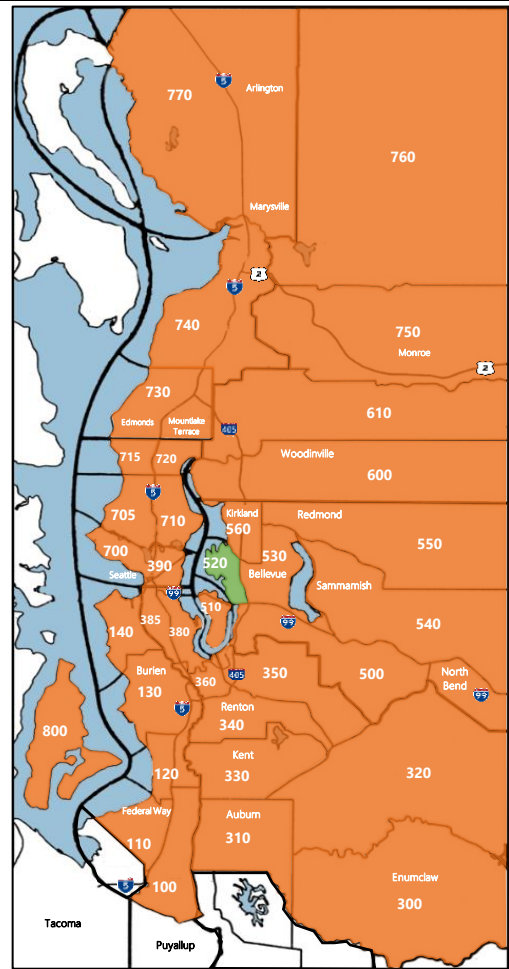 770
5
Arlington
760
Marysville
2
5
740
750
Monroe
2
730
Edmonds
Mountlake
Terrace
610
405
715
720
Woodinville
600
5
705
710
Kirkland
560
Redmond
550
700
390
520
530
Bellevue
Seattle
Sammamish
99
510
540
385
380
140
99
Burien
130
360
405
350
500
North
Bend
99
5
Renton
340
800
Kent
330
120
320
Federal Way
110
Auburn
310
5
100
Enumclaw
300
Tacoma
Puyallup